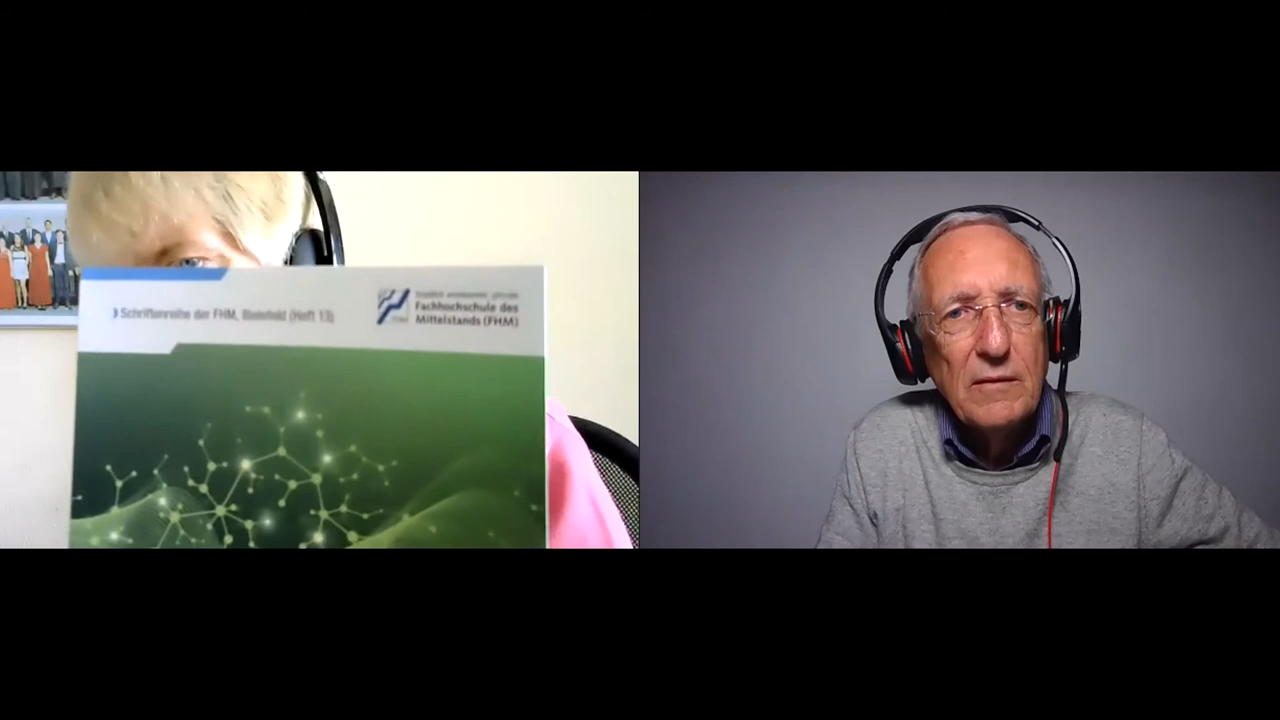 Schriftenreihe der FHM, Bielefeld (Heft 13)
Fachhochschule des
Mittelstands (FHM)